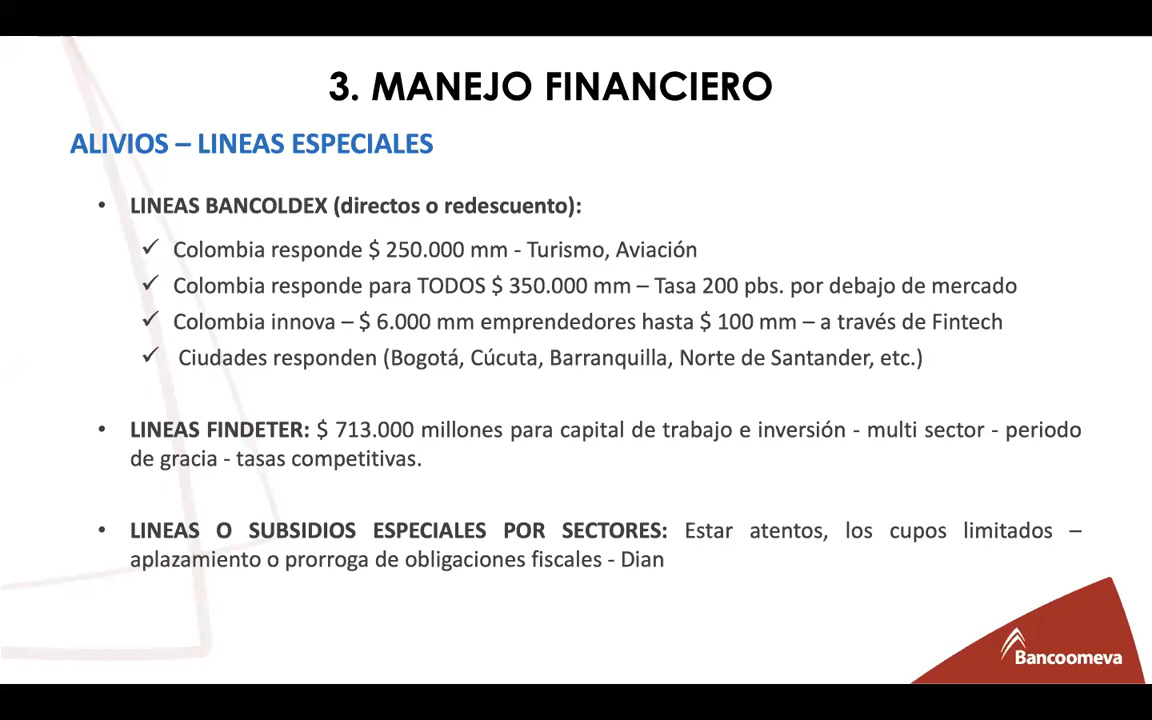 3. MANEJO FINANCIERO
ALIVIOS – LINEAS ESPECIALES
• LINEAS BANCOLDEX (directos o redescuento):
✓ Colombia responde $ 250.000 mm - Turismo, Aviación
✓ Colombia responde para TODOS $ 350.000 mm – Tasa 200 pbs. por debajo de mercado
✓ Colombia innova – $ 6.000 mm emprendedores hasta $ 100 mm – a través de Fintech
✓ Ciudades responden (Bogotá, Cúcuta, Barranquilla, Norte de Santander, etc.)
• LINEAS FINDETER: $ 713.000 millones para capital de trabajo e inversión - multi sector - periodo
de gracia - tasas competitivas.
• LINEAS O SUBSIDIOS ESPECIALES POR SECTORES: Estar atentos, los cupos limitados –
aplazamiento o prorroga de obligaciones fiscales - Dian
Bancoomeva